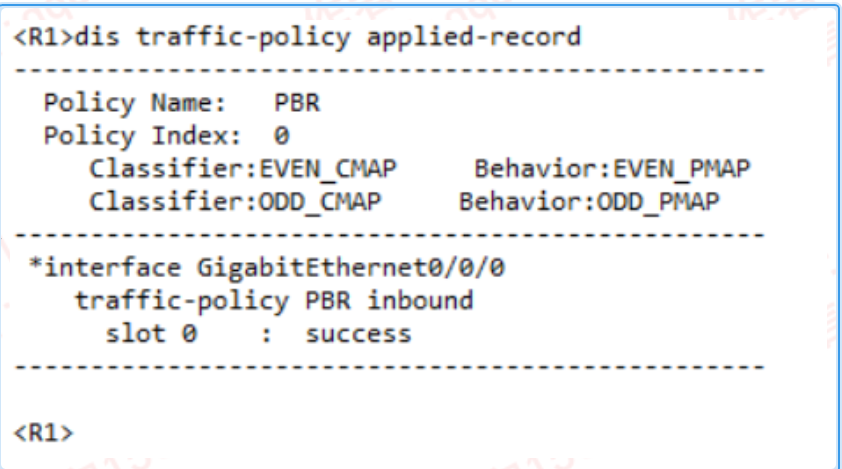 <R1>dis traffic-policy applied-record
-------------------------------------------------
Policy Name: PBR
Policy Index: 0
Classifier:EVEN_CMAP Behavior:EVEN_PMAP
Classifier:ODD_CMAP Behavior:ODD_PMAP
-------------------------------------------------
*interface GigabitEthernet0/0/0
traffic-policy PBR inbound
slot 0 : success
-------------------------------------------------
<R1>